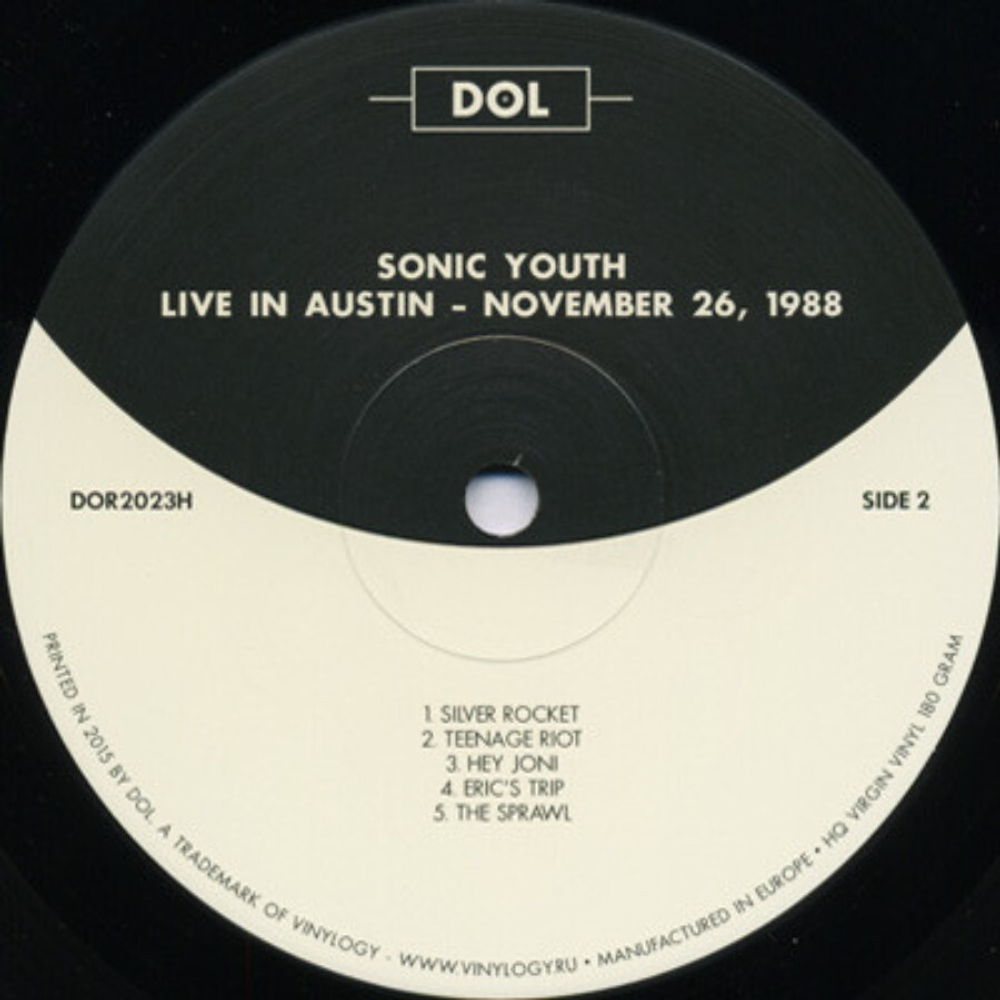 DOL
SONIC YOUTH
LIVE IN AUSTIN – NOVEMBER 26, 1988
DOR2023H
SIDE 2
1. SILVER ROCKET
2. TEENAGE RIOT
3. HEY JONI
4. ERIC'S TRIP
5. THE SPRAWL
PRINTED IN 2015 BY DOL, A TRADEMARK OF VINYLOGY - WWW.VINYLOGY.RU • MANUFACTURED IN EUROPE • HQ VIRGIN VINYL 180 GRAM